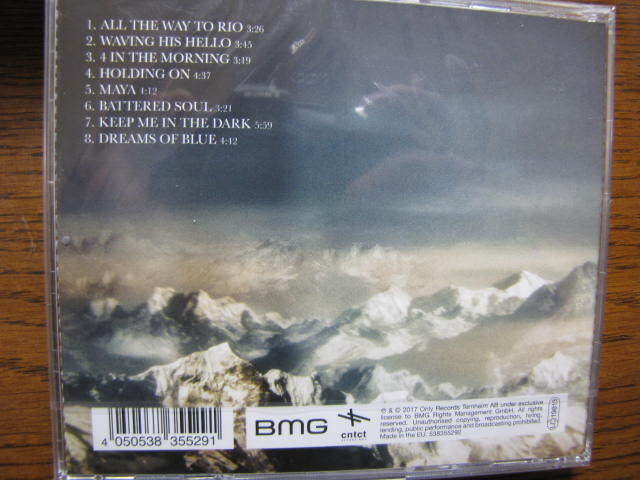 1. ALL THE WAY TO RIO 3:26
2. WAVING HIS HELLO 3:45
3. 4 IN THE MORNING 3:19
4. HOLDING ON 4:37
5. MAYA 4:12
6. BATTERED SOUL 3:21
7. KEEP ME IN THE DARK 5:59
8. DREAMS OF BLUE 4:42
4 050538 355291
BMG
cntct
℗ & © 2017 Only Records Ternheim AB under exclusive
license to BMG Rights Management GmbH. All rights
reserved. Unauthorised copying, reproduction, hiring,
lending, public performance and broadcasting prohibited.
Made in the EU. 538355292